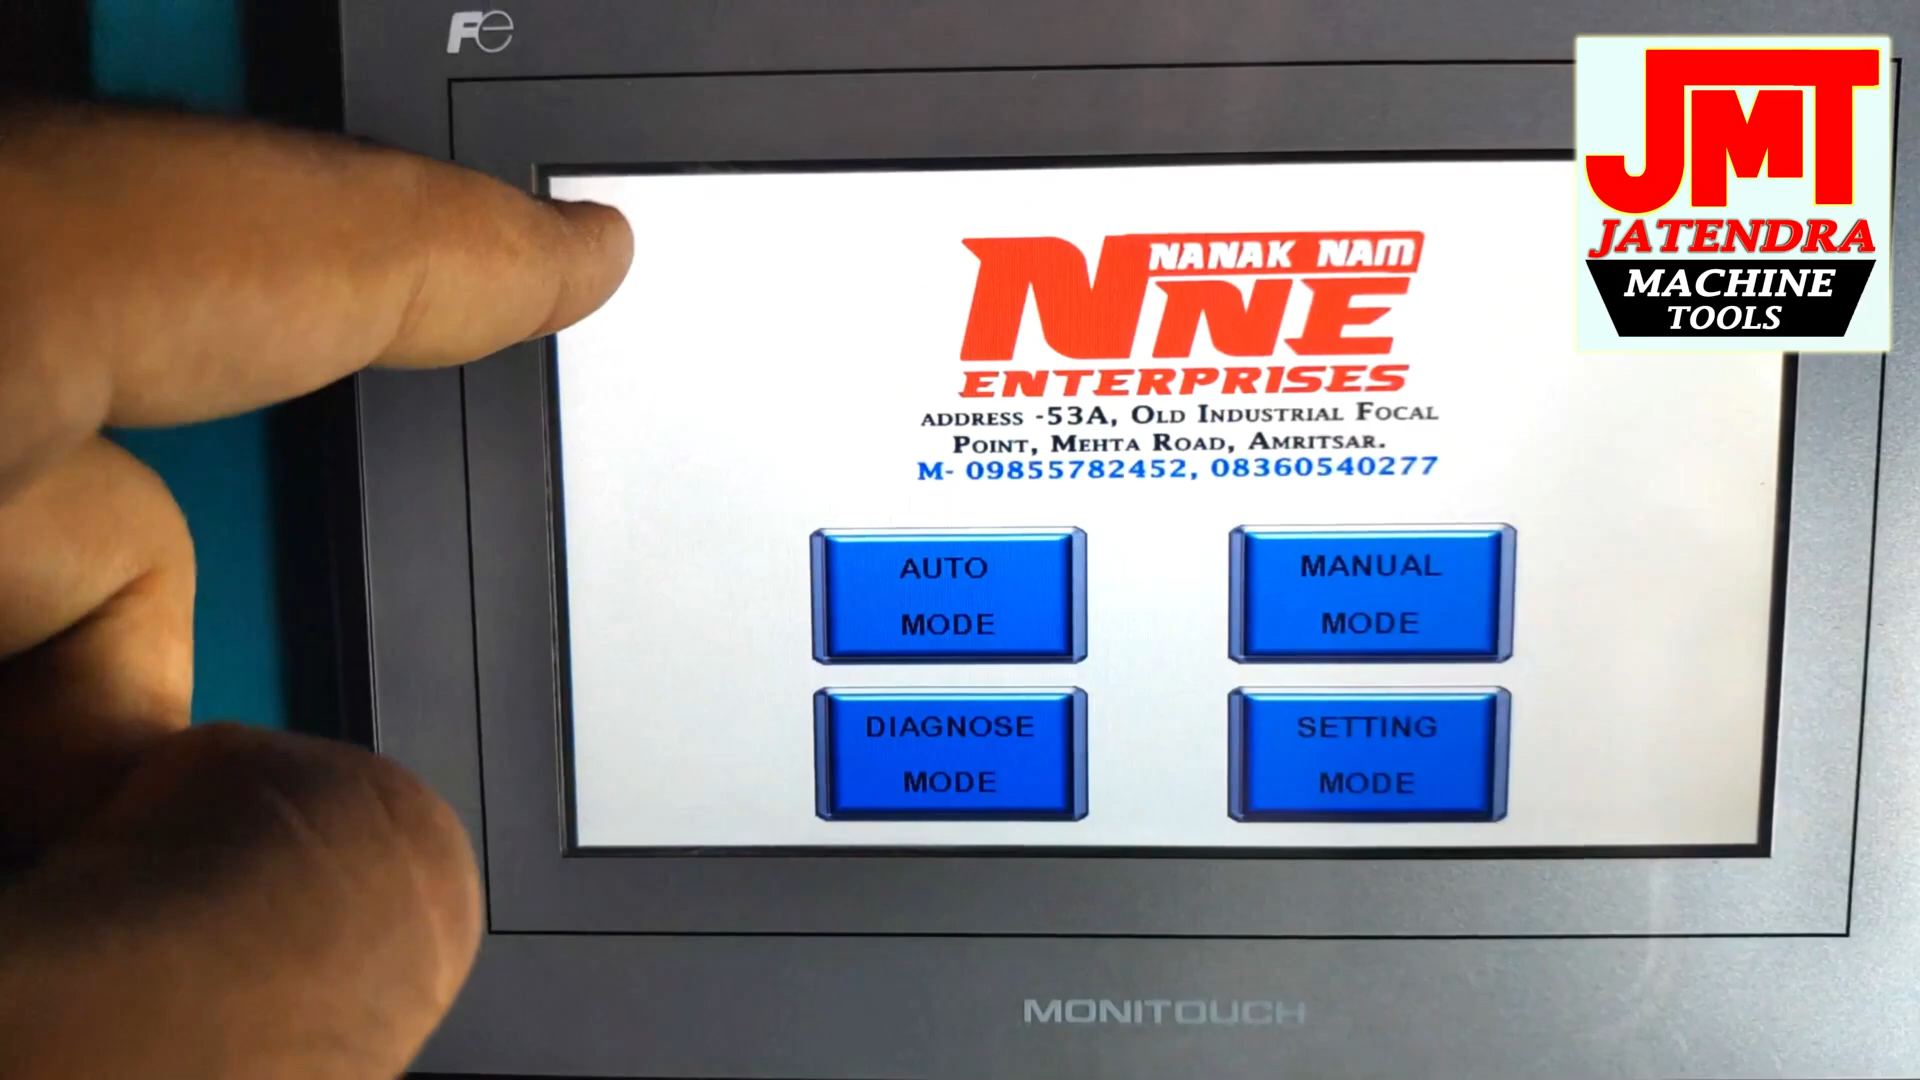 Fe
JMT
JATENDRA
MACHINE
TOOLS
NANAK NAM
NNE
ENTERPRISES
ADDRESS -53A, OLD INDUSTRIAL FOCAL
POINT, MEHTA ROAD, AMRITSAR.
M- 09855782452, 08360540277
AUTO
MODE
MANUAL
MODE
DIAGNOSE
MODE
SETTING
MODE
MONITOUCH